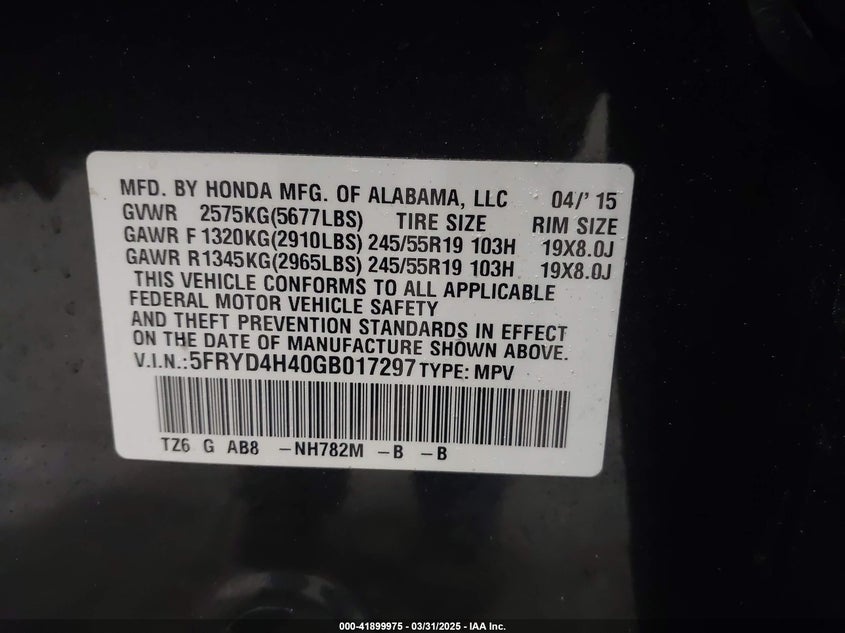 MFD. BY HONDA MFG. OF ALABAMA, LLC 04/' 15
GVWR 2575KG(5677LBS) TIRE SIZE RIM SIZE
GAWR F 1320KG(2910LBS) 245/55R19 103H 19X8.0J
GAWR R1345KG(2965LBS) 245/55R19 103H 19X8.0J
THIS VEHICLE CONFORMS TO ALL APPLICABLE
FEDERAL MOTOR VEHICLE SAFETY
AND THEFT PREVENTION STANDARDS IN EFFECT
ON THE DATE OF MANUFACTURE SHOWN ABOVE.
V.I.N.:5FRYD4H40GB017297 TYPE: MPV
TZ6 G AB8 -NH782M -B -B
000-41899975 - 03/31/2025 - IAA Inc.